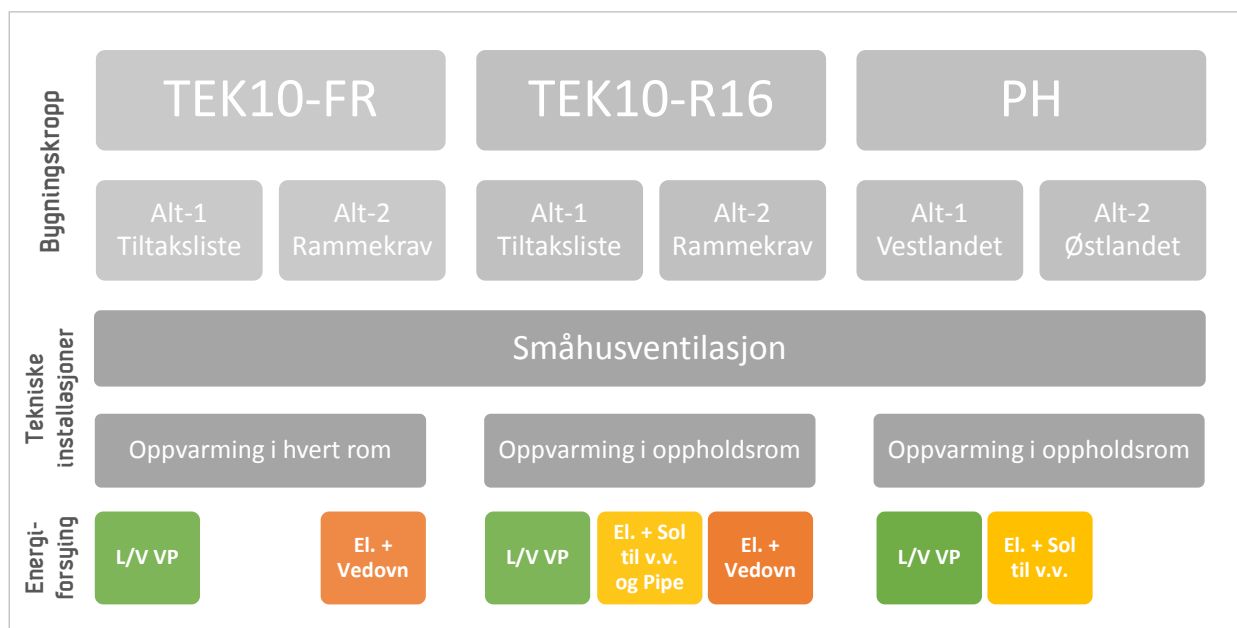 Bygningskropp
TEK10-FR
TEK10-R16
PH
Alt-1
Tiltaksliste
Alt-2
Rammekrav
Alt-1
Tiltaksliste
Alt-2
Rammekrav
Alt-1
Vestlandet
Alt-2
Østlandet
Tekniske
installasjoner
Småhusventilasjon
Oppvarming i hvert rom
Oppvarming i oppholdsrom
Oppvarming i oppholdsrom
Energi-
forsying
L/V VP
El. +
Vedovn
L/V VP
El. + Sol
til v.v.
og Pipe
El. +
Vedovn
L/V VP
El. + Sol
til v.v.